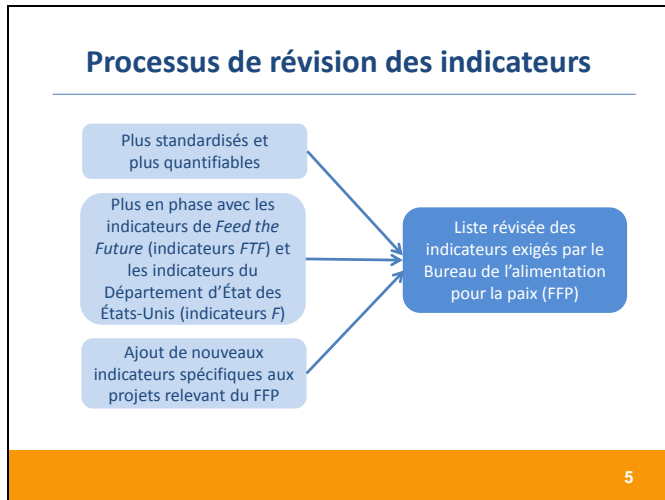 Processus de révision des indicateurs
Plus standardisés et
plus quantifiables
Plus en phase avec les
indicateurs de Feed the
Future (indicateurs FTF) et
les indicateurs du
Département d’État des
États-Unis (indicateurs F)
Ajout de nouveaux
indicateurs spécifiques aux
projets relevant du FFP
Liste révisée des
indicateurs exigés par le
Bureau de l’alimentation
pour la paix (FFP)
5